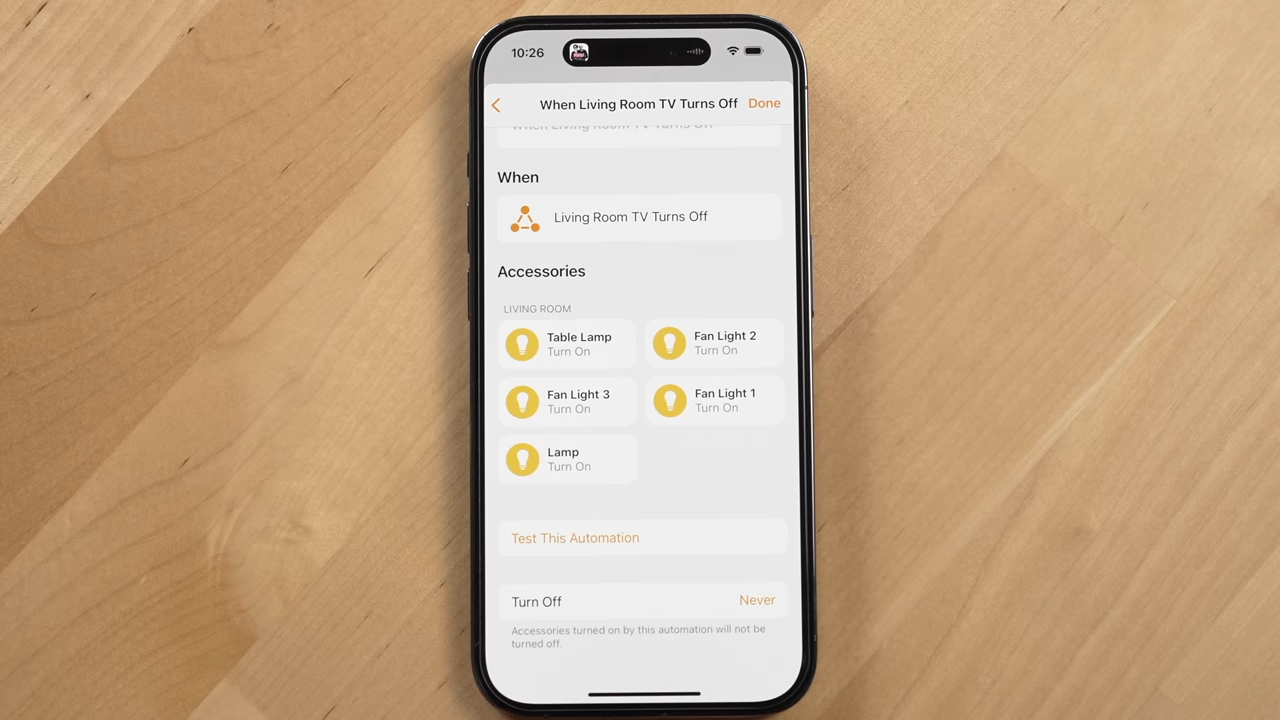 10:26
When Living Room TV Turns Off
Done
When Living Room TV Turns Off
When
Living Room TV Turns Off
Accessories
LIVING ROOM
Table Lamp
Turn On
Fan Light 2
Turn On
Fan Light 3
Turn On
Fan Light 1
Turn On
Lamp
Turn On
Test This Automation
Turn Off
Never
Accessories turned on by this automation will not be
turned off.